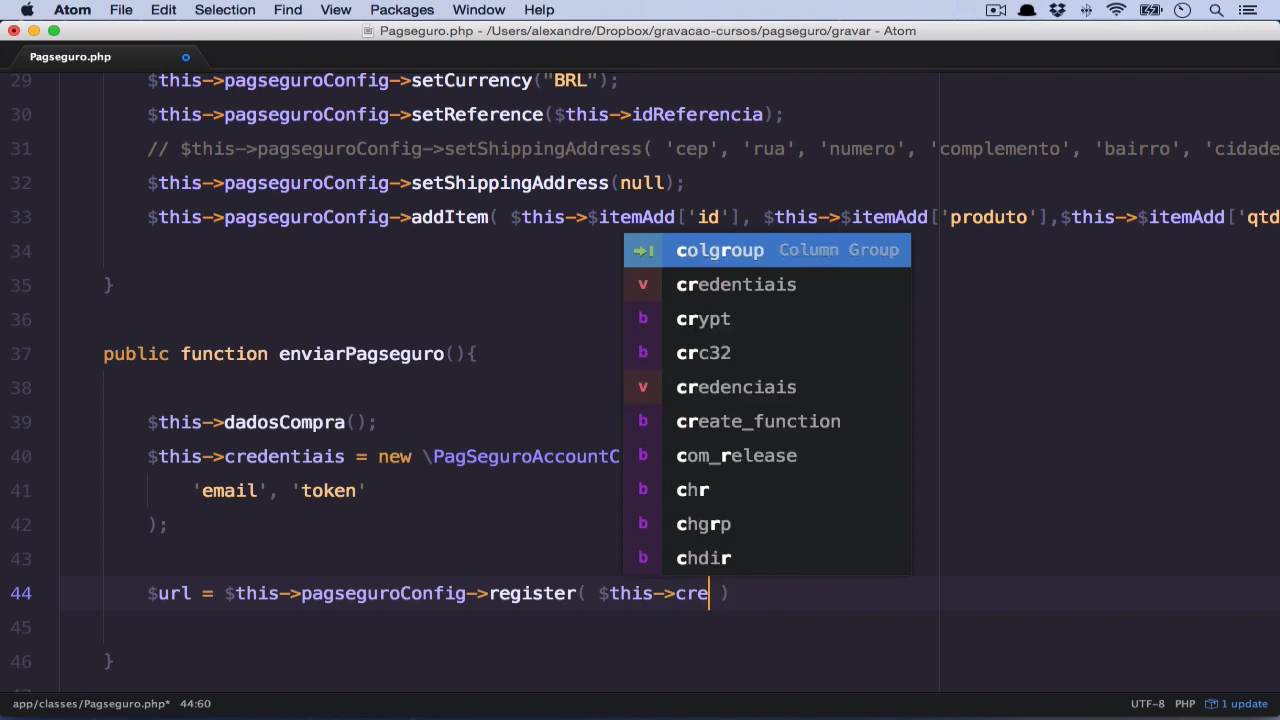 Atom File Edit Selection Find View Packages Window Help
Pagseguro.php - /Users/alexandre/Dropbox/gravacao-cursos/pagseguro/gravar - Atom
Pagseguro.php
29 $this->pagseguroConfig->setCurrency("BRL");
30 $this->pagseguroConfig->setReference($this->idReferencia);
31 // $this->pagseguroConfig->setShippingAddress( 'cep', 'rua', 'numero', 'complemento', 'bairro', 'cidade
32 $this->pagseguroConfig->setShippingAddress(null);
33 $this->pagseguroConfig->addItem( $this->$itemAdd['id'], $this->$itemAdd['produto'],$this->$itemAdd['qtd
34
35 }
36
37 public function enviarPagseguro(){
38
39 $this->dadosCompra();
40 $this->credentiais = new \PagSeguroAccountC
41 'email', 'token'
42 );
43
44 $url = $this->pagseguroConfig->register( $this->cre )
45
46 }
colgroup Column Group
v credentiais
b crypt
b crc32
v credenciais
b create_function
b com_release
b chr
b chgrp
b chdir
app/classes/Pagseguro.php* 44:60 UTF-8 PHP 1 update